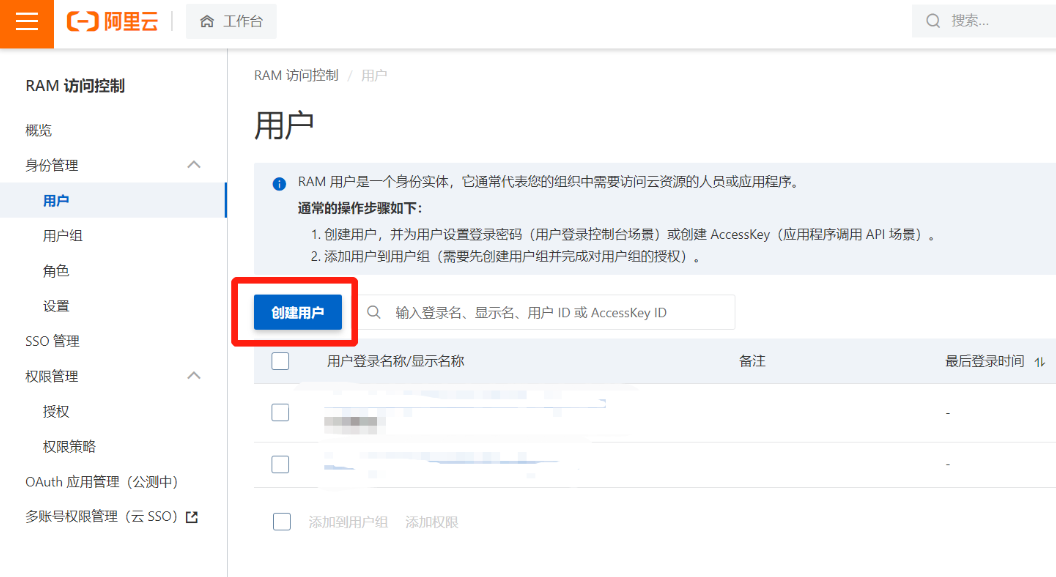 阿里云
工作台
搜索...
RAM 访问控制
概览
身份管理
用户
用户组
角色
设置
SSO 管理
权限管理
授权
权限策略
OAuth 应用管理（公测中）
多账号权限管理（云 SSO）
RAM 访问控制 / 用户
用户
RAM 用户是一个身份实体，它通常代表您的组织中需要访问云资源的人员或应用程序。
通常的操作步骤如下：
1. 创建用户，并为用户设置登录密码（用户登录控制台场景）或创建 AccessKey（应用程序调用 API 场景）。
2. 添加用户到用户组（需要先创建用户组并完成对用户组的授权）。
创建用户
输入登录名、显示名、用户 ID 或 AccessKey ID
用户登录名称/显示名称 备注 最后登录时间
-
-
添加到用户组 添加权限